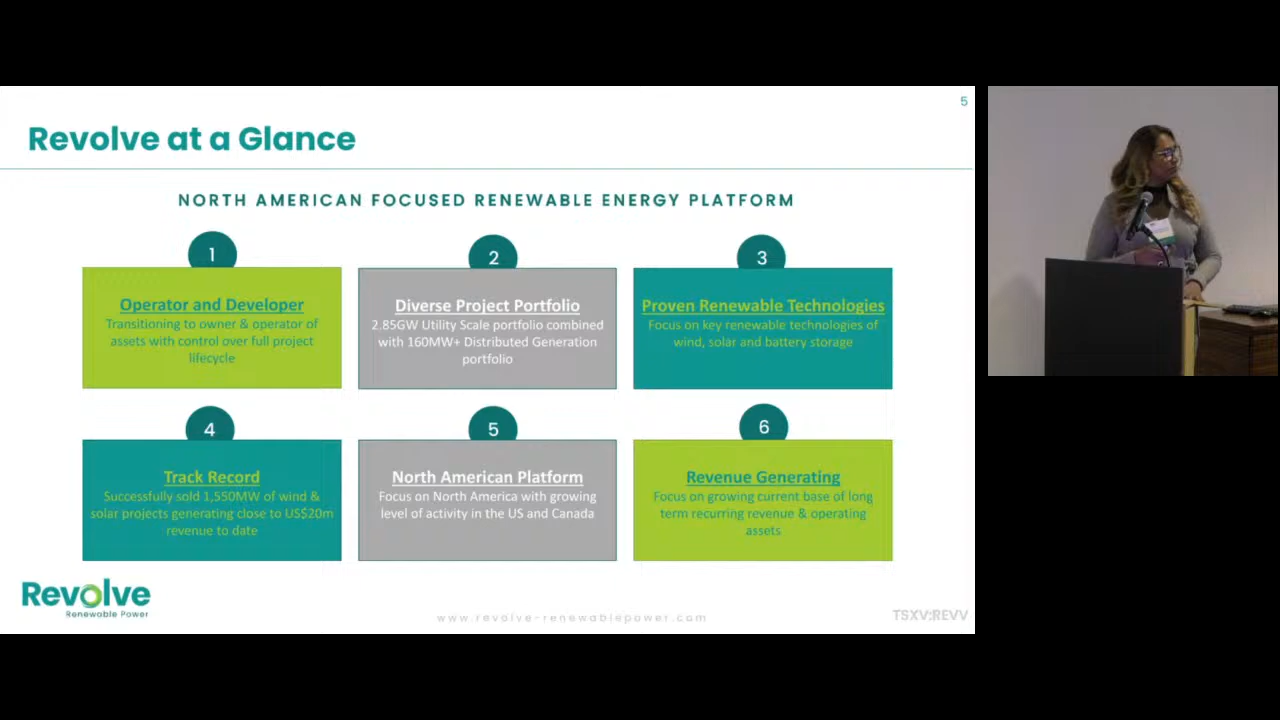 5
Revolve at a Glance
NORTH AMERICAN FOCUSED RENEWABLE ENERGY PLATFORM
1
Operator and Developer
Transitioning to owner & operator of
assets with control over full project
lifecycle
2
Diverse Project Portfolio
2.85GW Utility Scale portfolio combined
with 160MW+ Distributed Generation
portfolio
3
Proven Renewable Technologies
Focus on key renewable technologies of
wind, solar and battery storage
4
Track Record
Successfully sold 1,550MW of wind &
solar projects generating close to US$20m
revenue to date
5
North American Platform
Focus on North America with growing
level of activity in the US and Canada
6
Revenue Generating
Focus on growing current base of long
term recurring revenue & operating
assets
Revolve
Renewable Power
www.revolve-renewablepower.com
TSXV:REVV